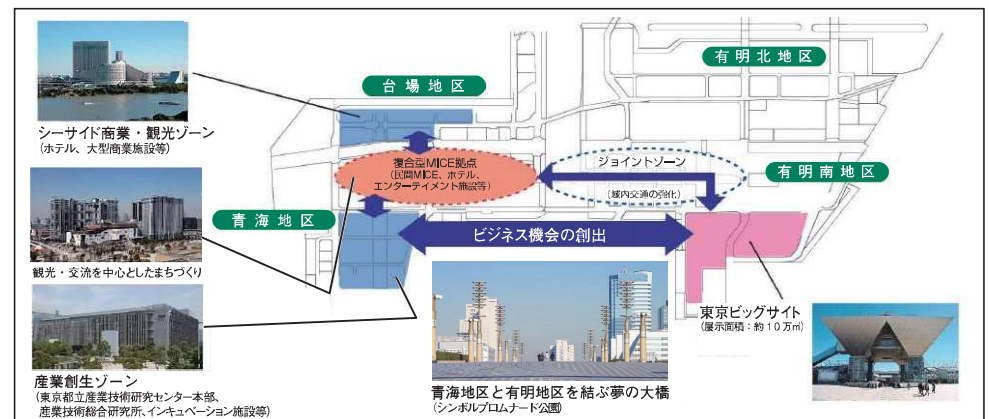 有明北地区
台場地区
シーサイド商業・観光ゾーン
(ホテル、大型商業施設等)
複合型MICE拠点
(民間MICE、ホテル、
エンターテイメント施設等)
ジョイントゾーン
(域内交通の強化)
有明南地区
青海地区
ビジネス機会の創出
観光・交流を中心としたまちづくり
東京ビッグサイト
(展示面積:約10万㎡)
産業創生ゾーン
(東京都立産業技術研究センター本部、
産業技術総合研究所、インキュベーション施設等)
青海地区と有明地区を結ぶ夢の大橋
(シンボルプロムナード公園)